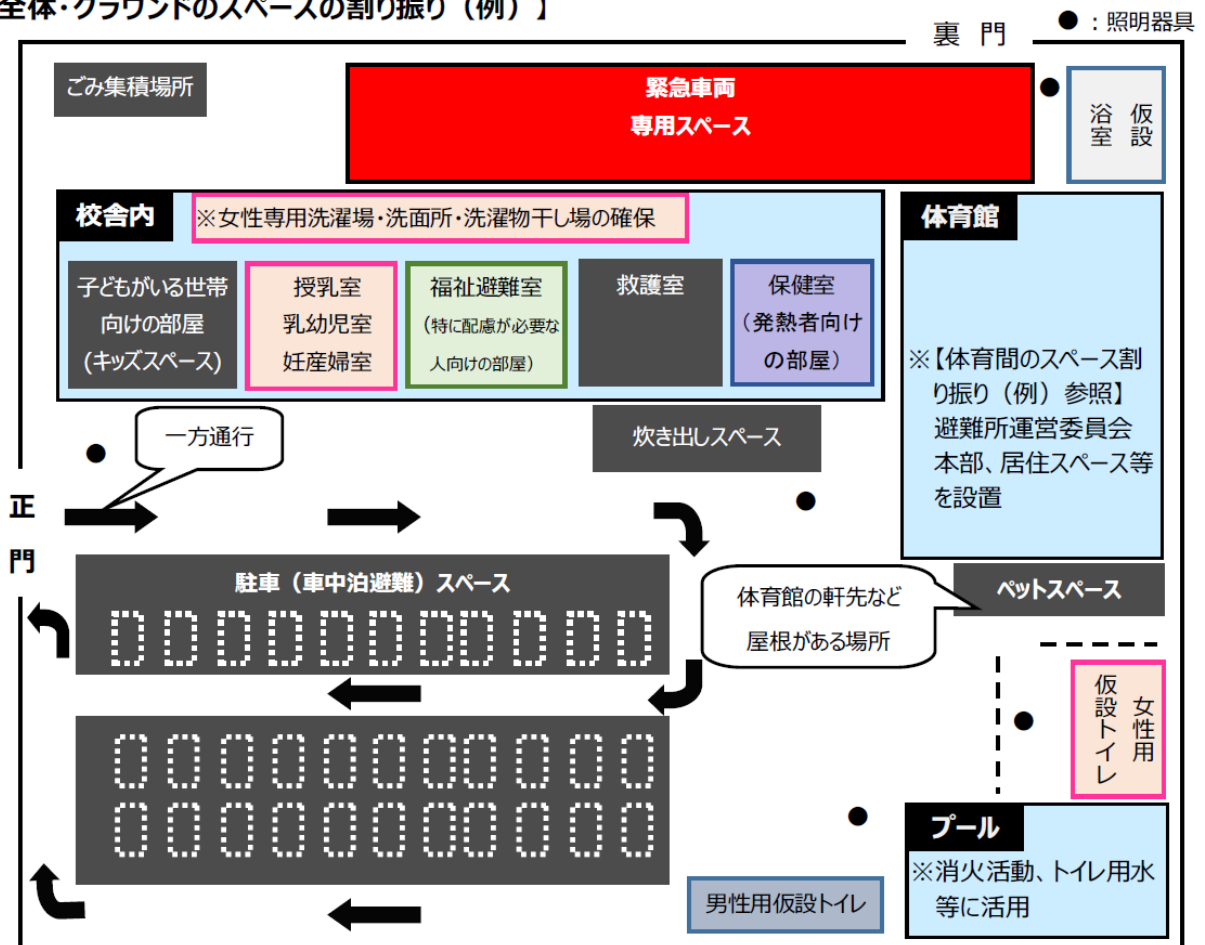 全体・グラウンドのスペースの割り振り（例）】
裏 門
● ：照明器具
ごみ集積場所
緊急車両
専用スペース
仮設
浴室
校舎内
※女性専用洗濯場・洗面所・洗濯物干し場の確保
体育館
子どもがいる世帯
向けの部屋
(キッズスペース)
授乳室
乳幼児室
妊産婦室
福祉避難室
(特に配慮が必要な
人向けの部屋）
救護室
保健室
（発熱者向け
の部屋）
※【体育間のスペース割
り振り（例）参照】
避難所運営委員会
本部、居住スペース等
を設置
一方通行
炊き出しスペース
正
門
駐車（車中泊避難）スペース
体育館の軒先など
屋根がある場所
ペットスペース
女性用
仮設トイレ
プール
※消火活動、トイレ用水
等に活用
男性用仮設トイレ